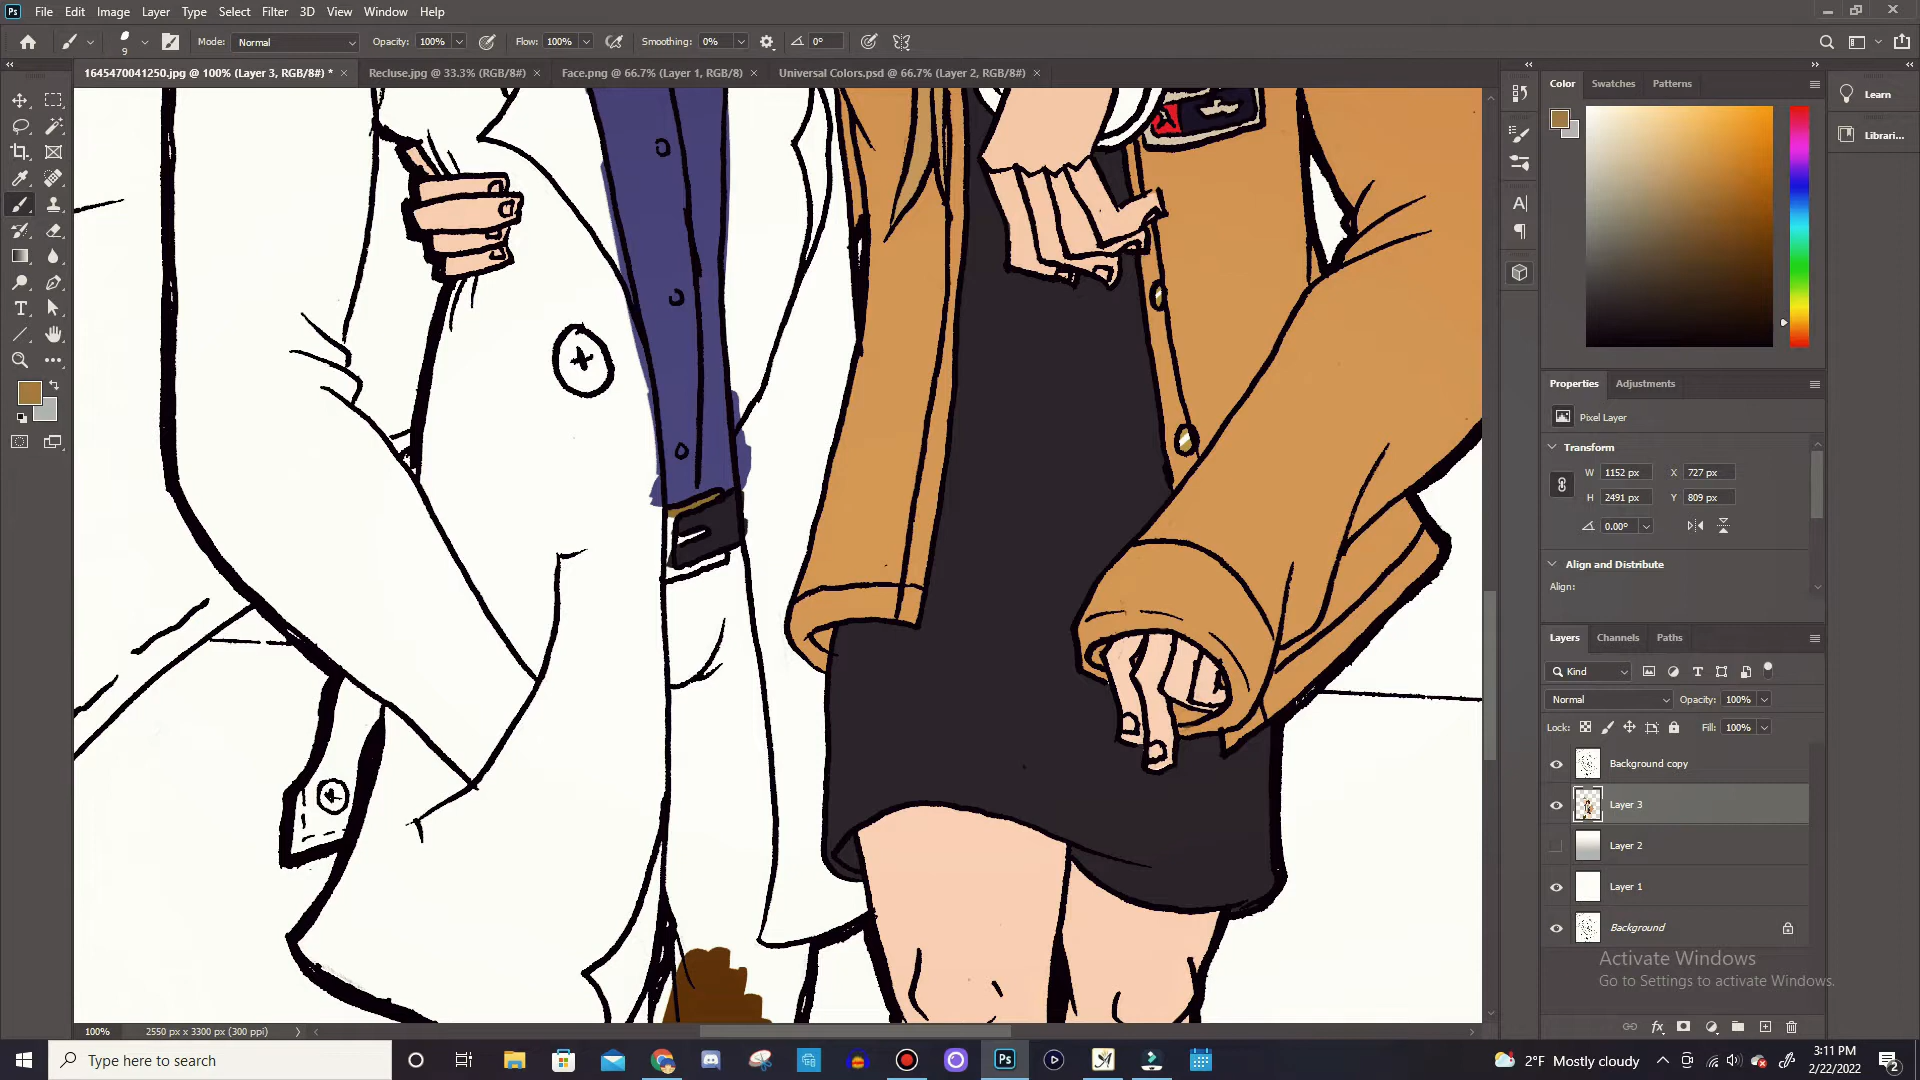 Ps File Edit Image Layer Type Select Filter 3D View Window Help
9 Mode: Normal Opacity: 100% Flow: 100% Smoothing: 0% 0°
1645470041250.jpg @ 100% (Layer 3, RGB/8#) * × Recluse.jpg @ 33.3% (RGB/8#) × Face.png @ 66.7% (Layer 1, RGB/8) × Universal Colors.psd @ 66.7% (Layer 2, RGB/8#) ×
Color Swatches Patterns
Learn
Librari...
Properties Adjustments
Pixel Layer
Transform
W 1152 px X 727 px
H 2491 px Y 809 px
0.00°
Align and Distribute
Align:
Layers Channels Paths
Kind
Normal Opacity: 100%
Lock: Fill: 100%
Background copy
Layer 3
Layer 2
Layer 1
Background
Activate Windows
Go to Settings to activate Windows.
100% 2550 px x 3300 px (300 ppi)
Type here to search
Ps
2°F Mostly cloudy
3:11 PM
2/22/2022
2